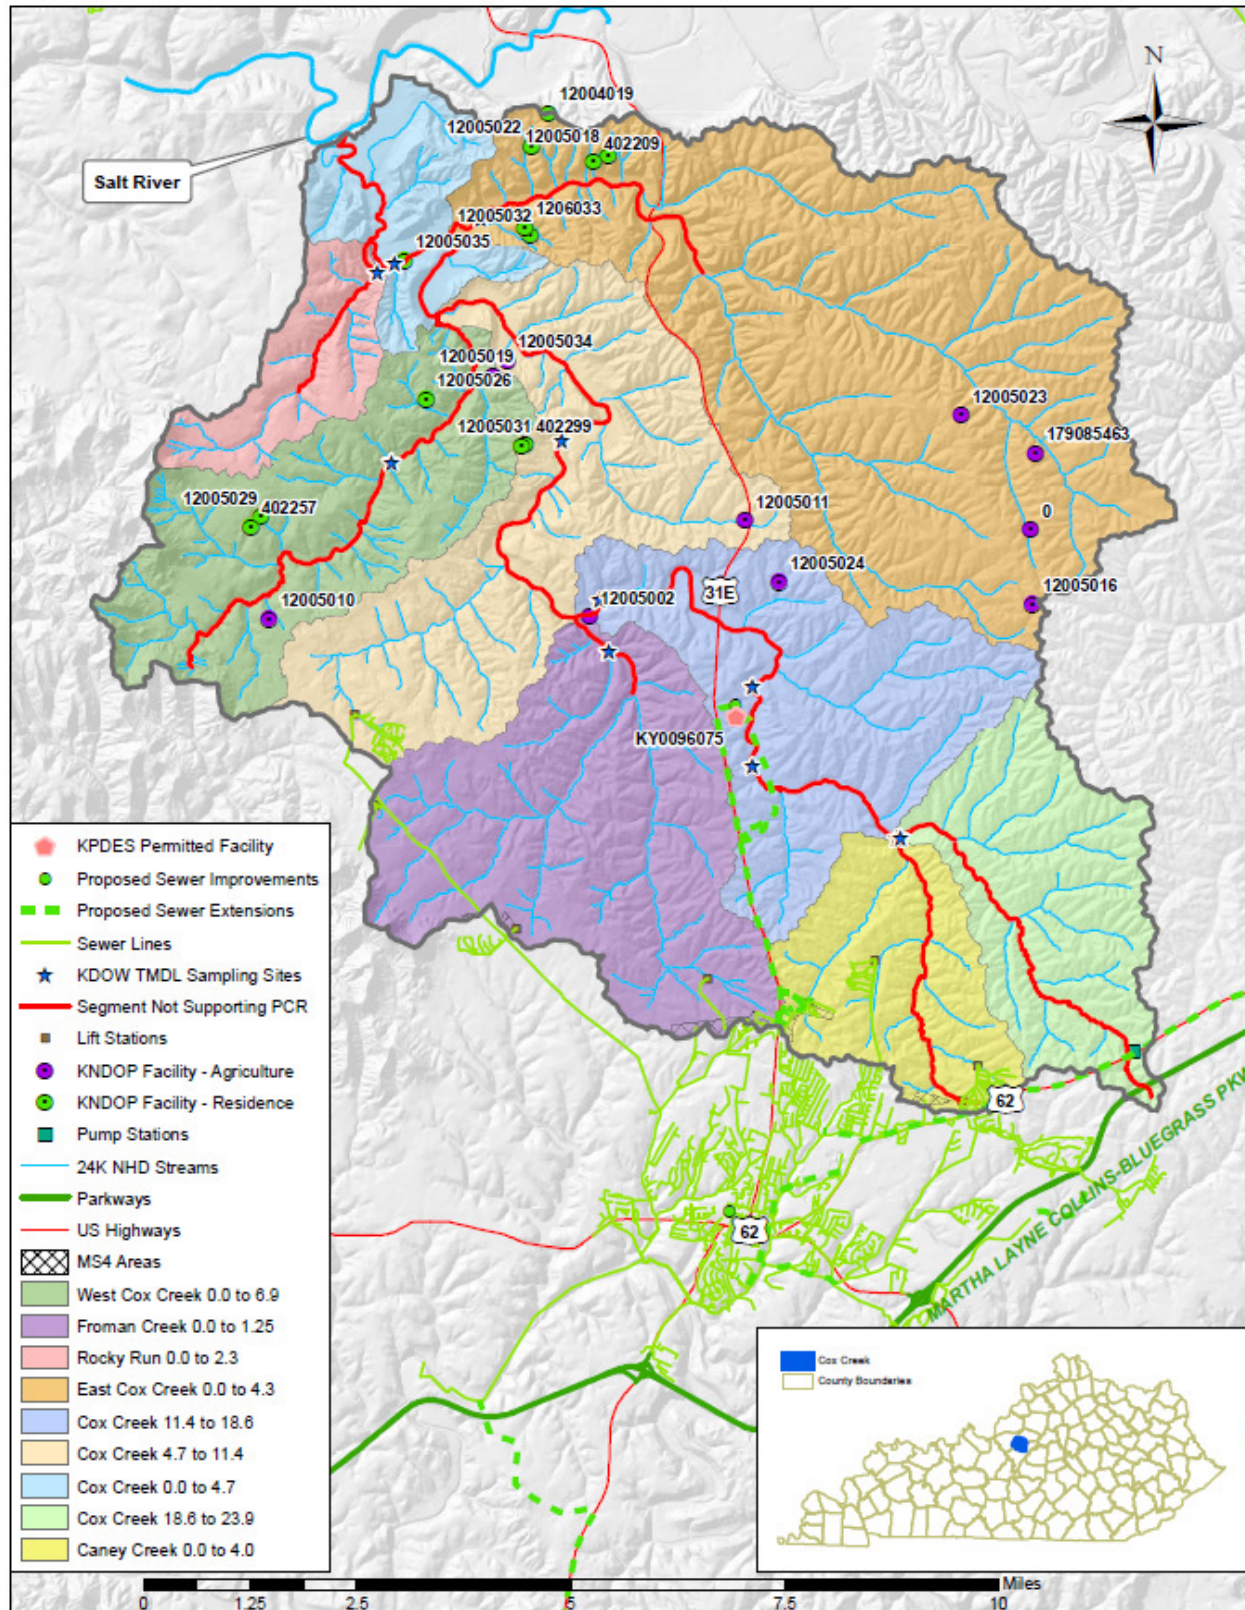 N
12004019
12005022
12005018
402209
Salt River
12005032
1206033
12005035
12005034
12005019
12005026
12005023
12005031
402299
179085463
12005029
402257
12005011
0
12005024
12005016
12005010
12005002
31E
KY0096075
KPDES Permitted Facility
Proposed Sewer Improvements
Proposed Sewer Extensions
Sewer Lines
KDOW TMDL Sampling Sites
Segment Not Supporting PCR
Lift Stations
KNDOP Facility - Agriculture
KNDOP Facility - Residence
Pump Stations
24K NHD Streams
Parkways
US Highways
MS4 Areas
West Cox Creek 0.0 to 6.9
Froman Creek 0.0 to 1.25
Rocky Run 0.0 to 2.3
East Cox Creek 0.0 to 4.3
Cox Creek 11.4 to 18.6
Cox Creek 4.7 to 11.4
Cox Creek 0.0 to 4.7
Cox Creek 18.6 to 23.9
Caney Creek 0.0 to 4.0
62
62
MARTHA LAYNE COLLINS-BLUEGRASS PKW
Cox Creek
County Bounderies
Miles
0 1.25 2.5 5 7.5 10